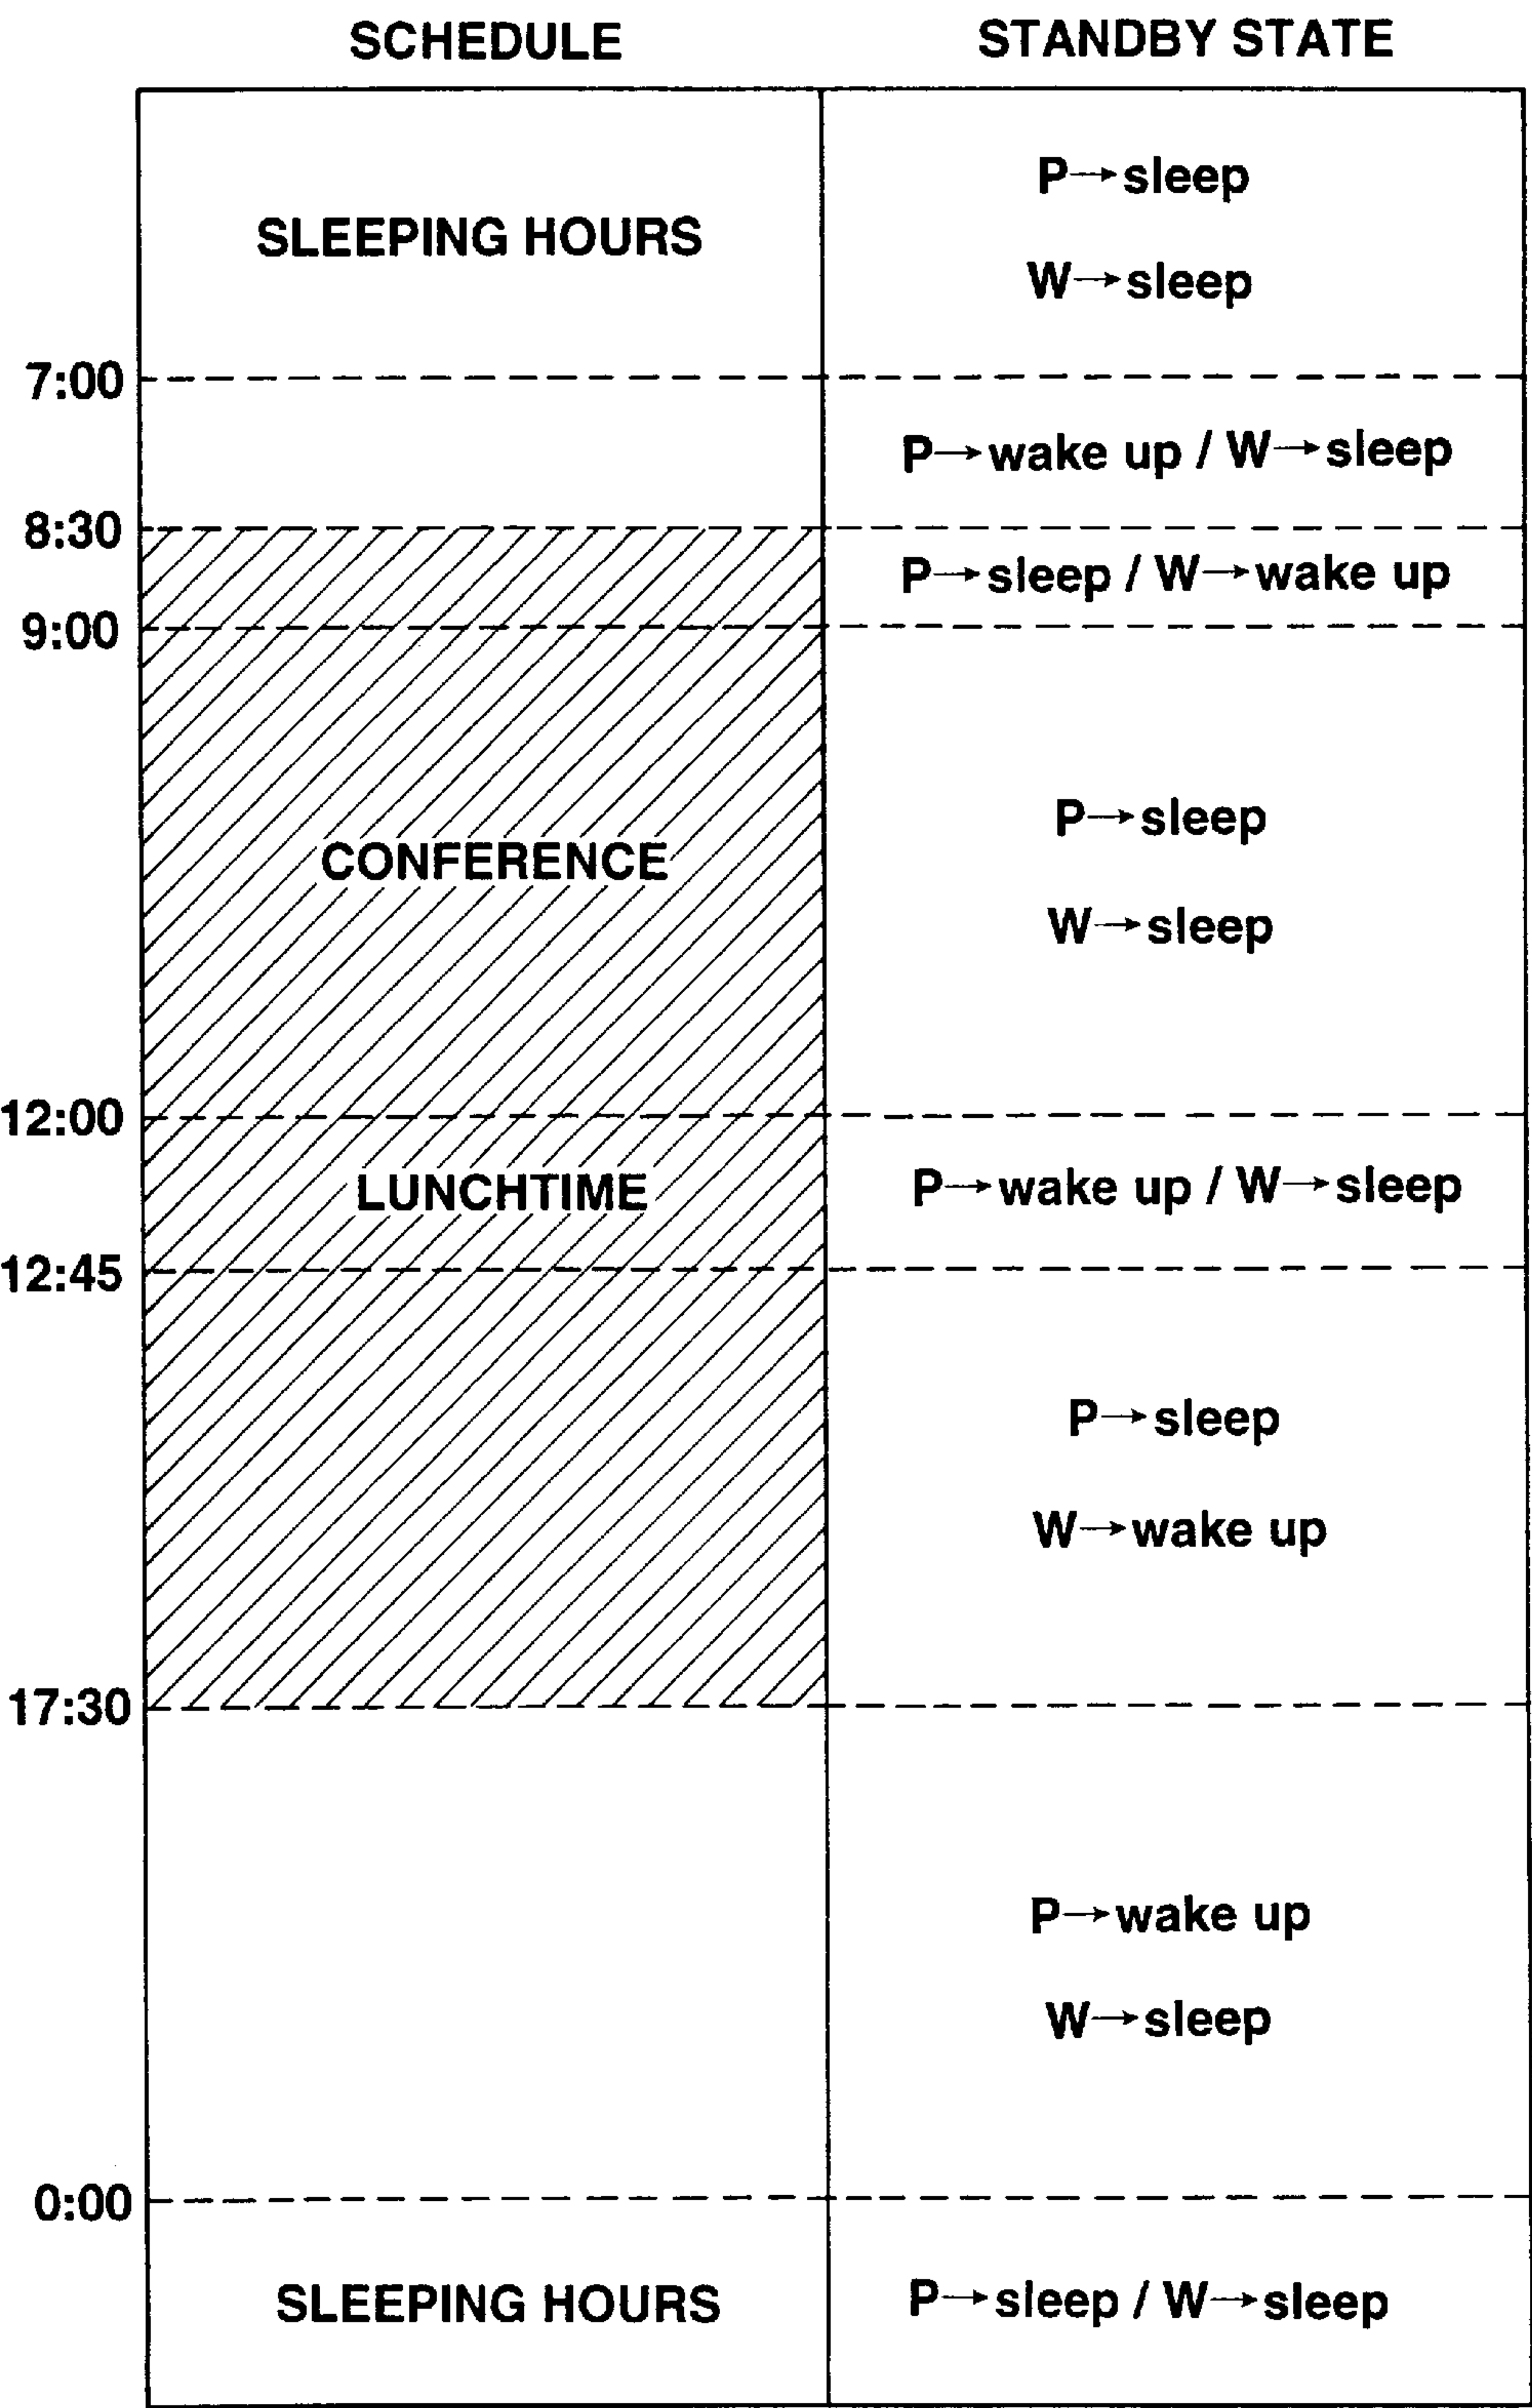 SCHEDULE STANDBY STATE
P→sleep
SLEEPING HOURS
W→sleep
7:00
P→wake up / W→sleep
8:30
P→sleep / W→wake up
9:00
P→sleep
CONFERENCE
W→sleep
12:00
LUNCHTIME P→wake up / W→sleep
12:45
P→sleep
W→wake up
17:30
P→wake up
W→sleep
0:00
SLEEPING HOURS P→sleep / W→sleep